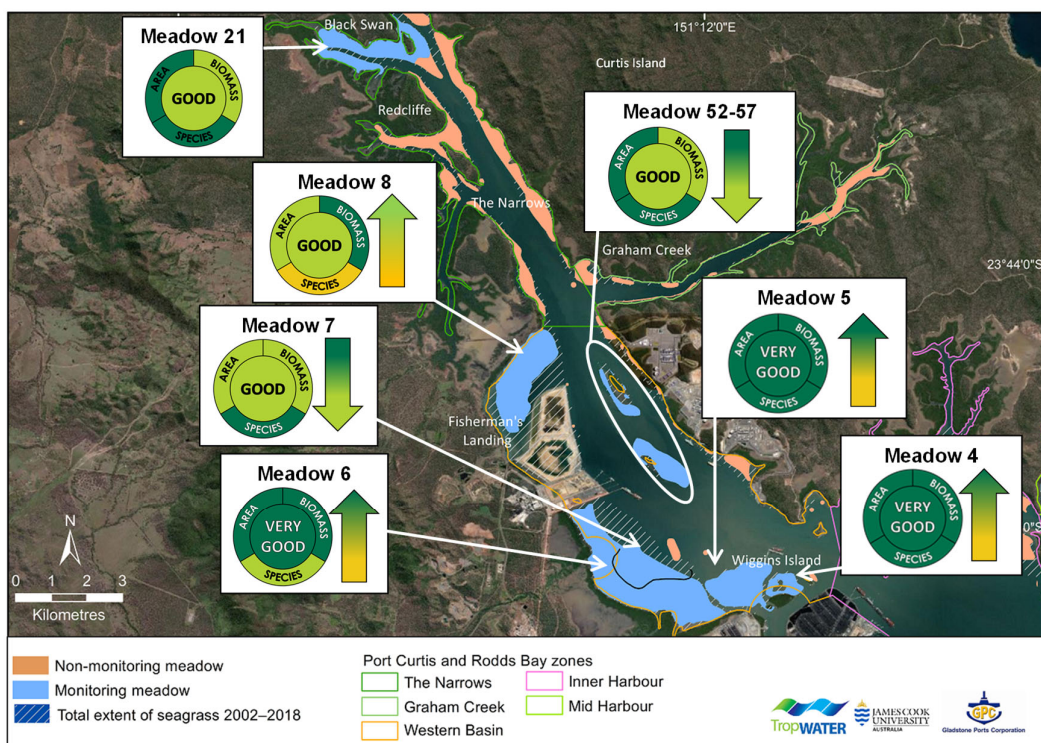 Black Swan
Meadow 21
AREA
BIOMASS
GOOD
SPECIES
151°12'0"E
Curtis Island
Redcliffe
Meadow 52-57
AREA
BIOMASS
GOOD
SPECIES
Meadow 8
AREA
BIOMASS
GOOD
SPECIES
The Narrows
Graham Creek
23°44'0"S
Meadow 7
AREA
BIOMASS
GOOD
SPECIES
Meadow 5
AREA
BIOMASS
VERY
GOOD
SPECIES
Fisherman's
Landing
Meadow 6
AREA
BIOMASS
VERY
GOOD
SPECIES
Meadow 4
AREA
BIOMASS
VERY
GOOD
SPECIES
0"S
Wiggins Island
N
0 1 2 3
Kilometres
Non-monitoring meadow
Monitoring meadow
Total extent of seagrass 2002–2018
Port Curtis and Rodds Bay zones
The Narrows
Graham Creek
Western Basin
Inner Harbour
Mid Harbour
TropWATER
JAMES COOK
UNIVERSITY
AUSTRALIA
GPC
Gladstone Ports Corporation